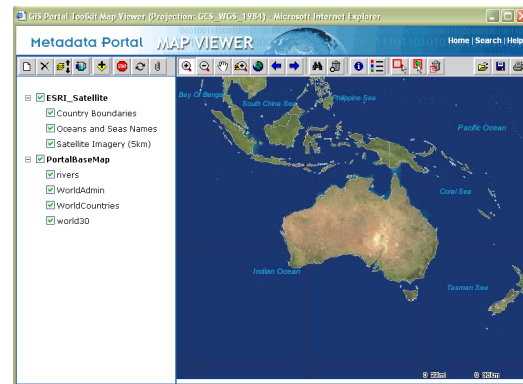 GIS Portal Toolkit Map Viewer (Projection: GCS_WGS_1984) - Microsoft Internet Explorer
Metadata Portal MAP VIEWER
Home | Search | Help
STOP
ESRI_Satellite
Country Boundaries
Oceans and Seas Names
Satellite Imagery (5km)
PortalBaseMap
rivers
WorldAdmin
WorldCountries
world30
Bay Of Bengal
South China Sea
Philippine Sea
Pacific Ocean
Coral Sea
Indian Ocean
Tasman Sea